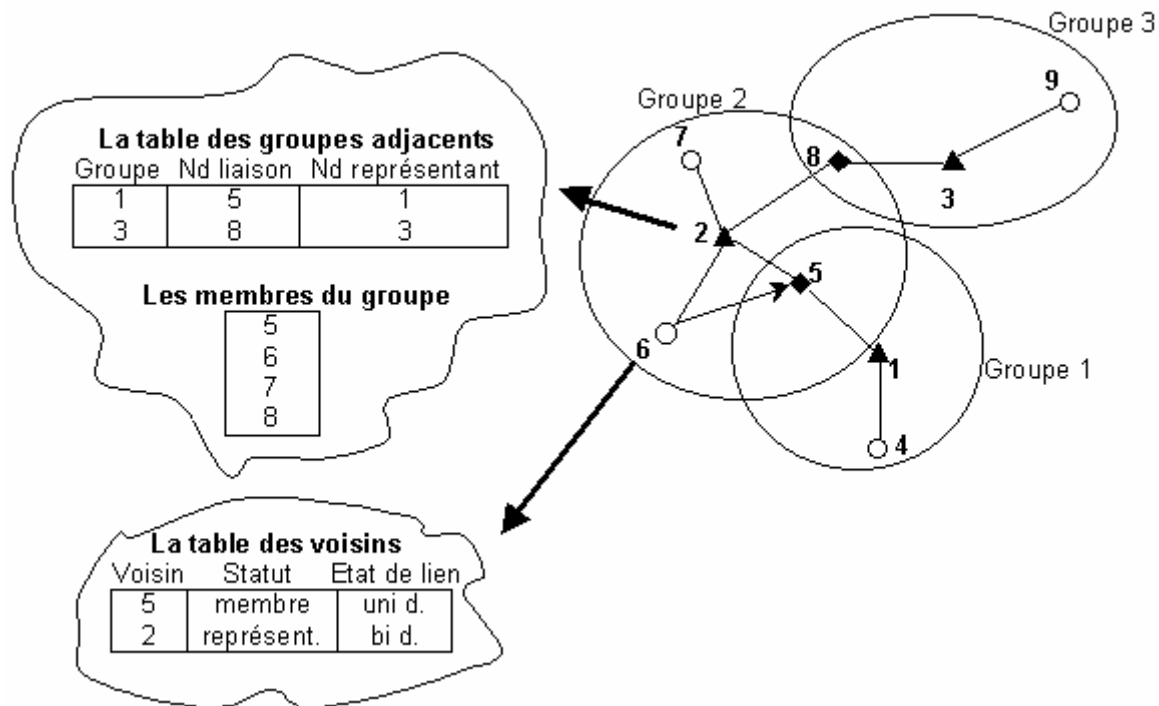 La table des groupes adjacents
Groupe Nd liaison Nd représentant
1 5 1
3 8 3
Les membres du groupe
5
6
7
8
La table des voisins
Voisin Statut Etat de lien
5 membre uni d.
2 représent. bi d.
Groupe 3
9
8
3
Groupe 2
7
2
5
6
1
Groupe 1
4